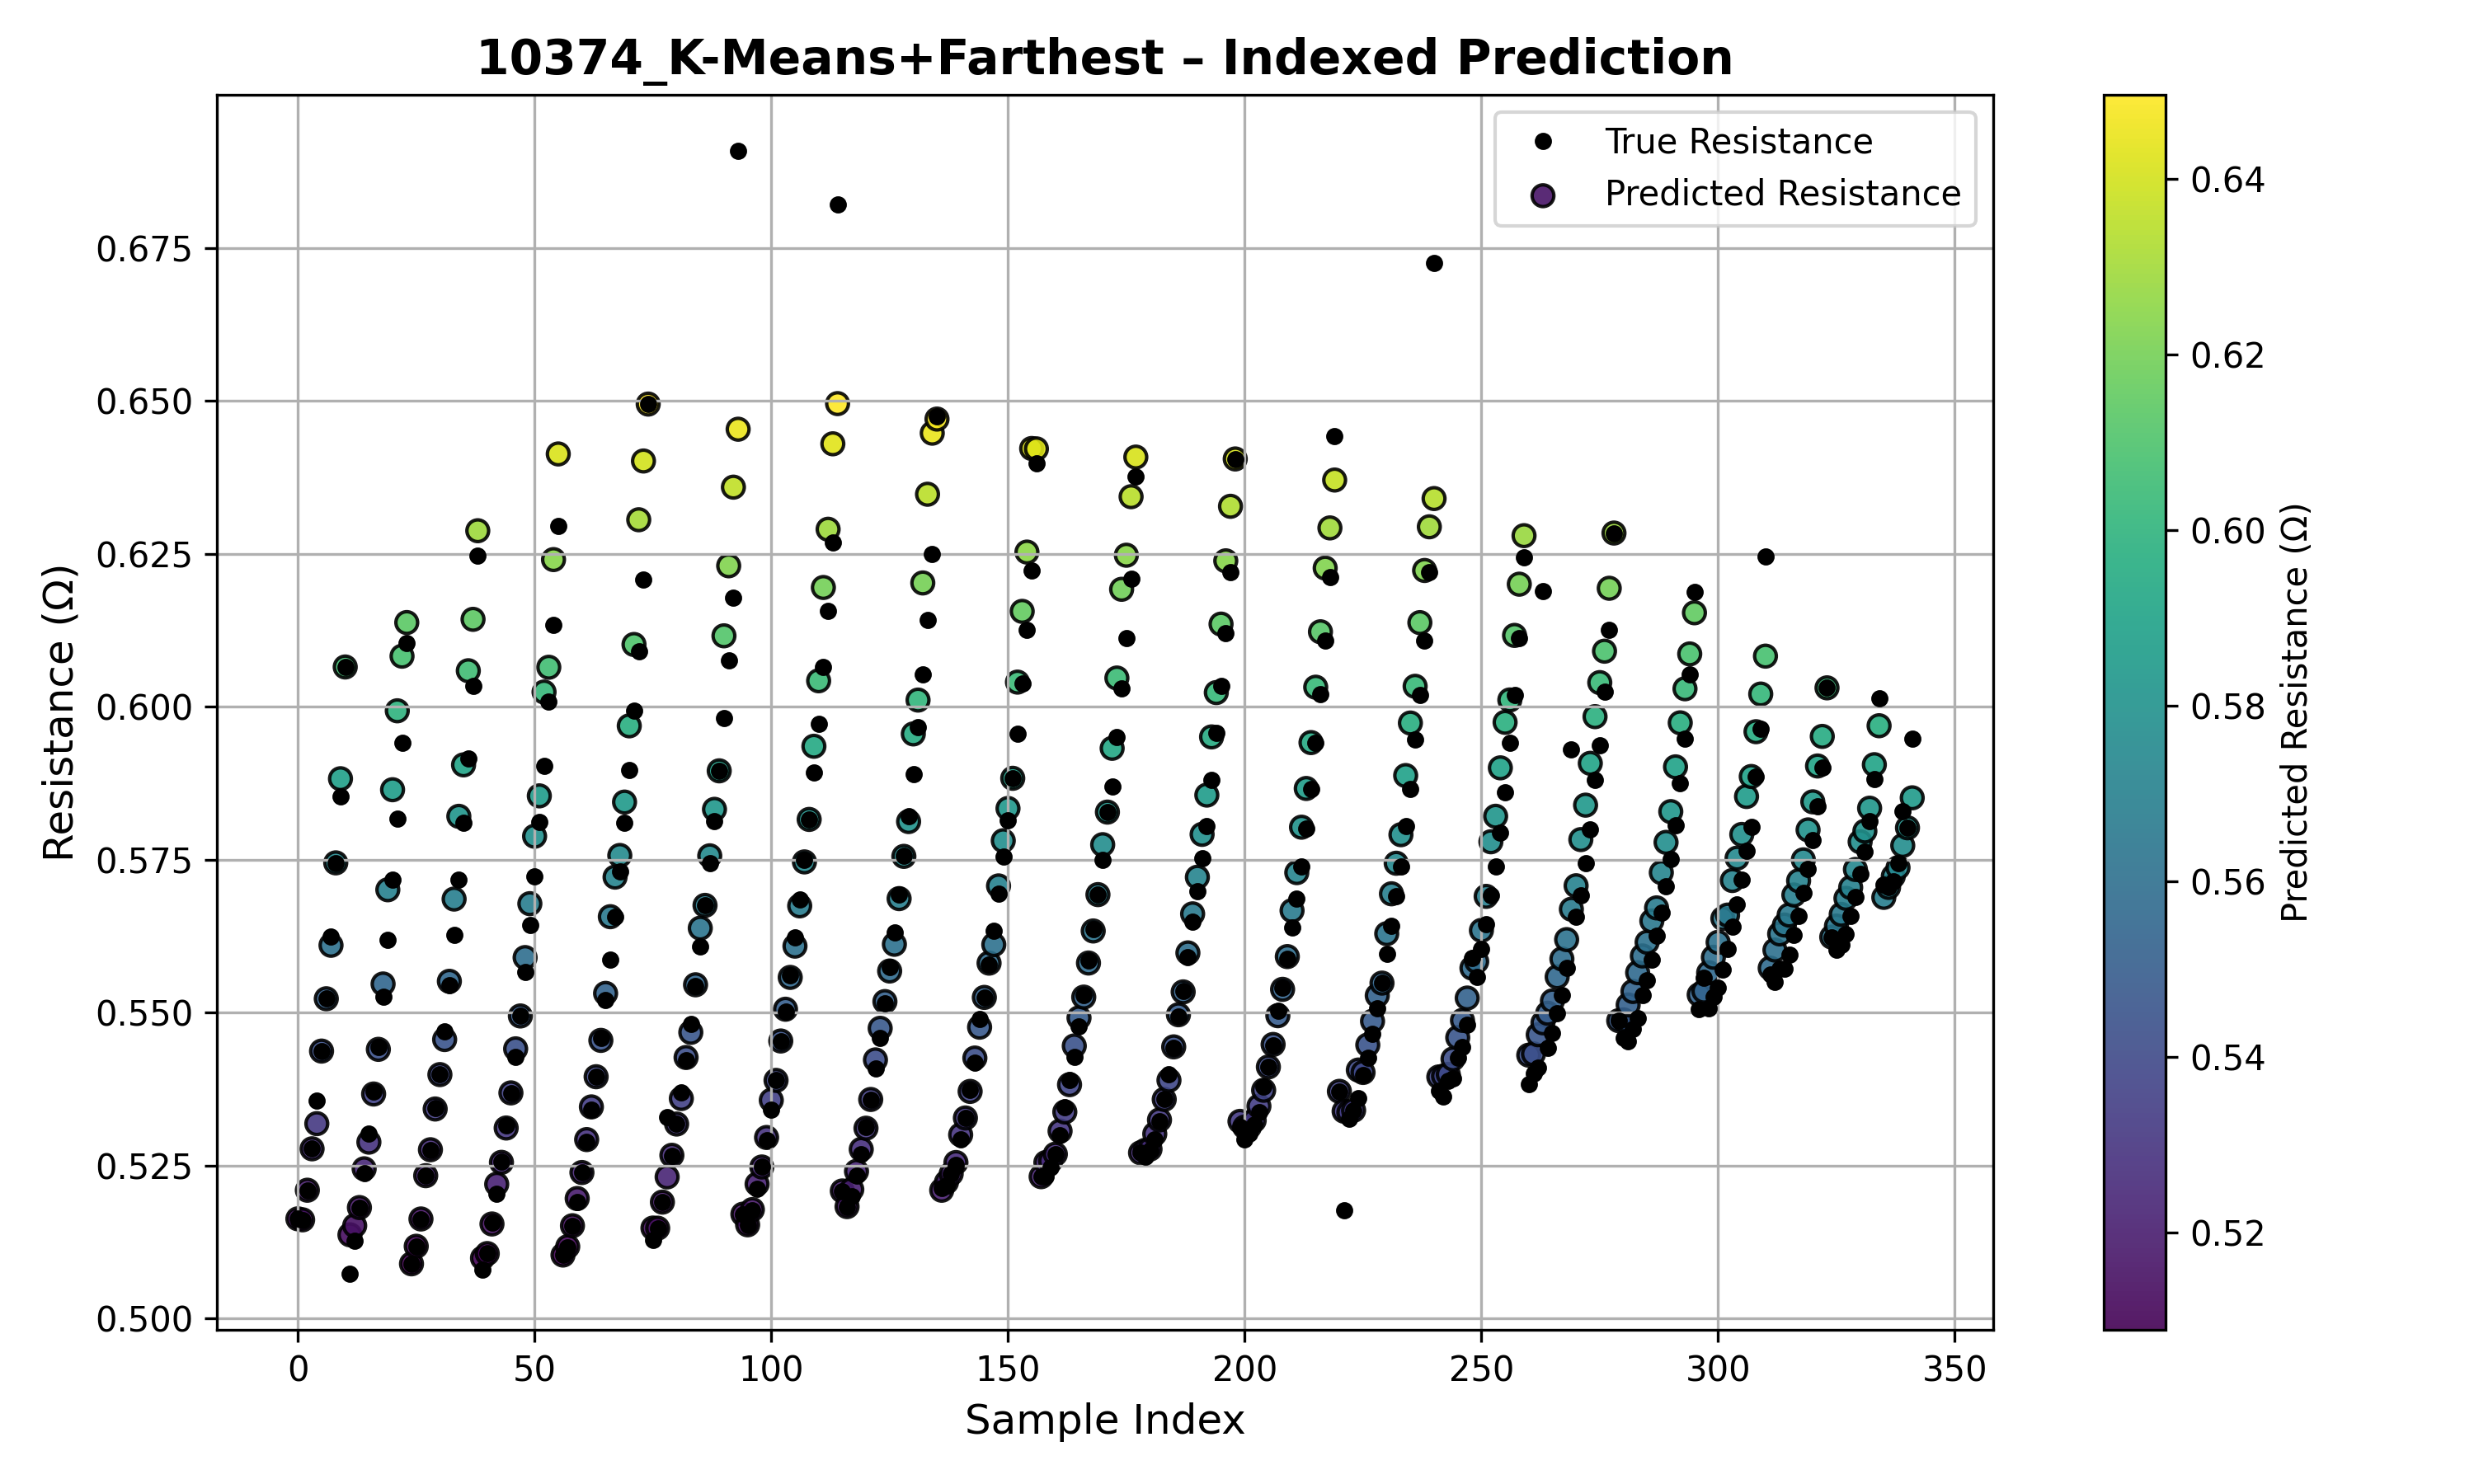 10374_K-Means+Farthest – Indexed Prediction
True Resistance
Predicted Resistance
Resistance (Ω)
0.675
0.650
0.625
0.600
0.575
0.550
0.525
0.500
0 50 100 150 200 250 300 350
Sample Index
0.64
0.62
0.60
0.58
0.56
0.54
0.52
Predicted Resistance (Ω)